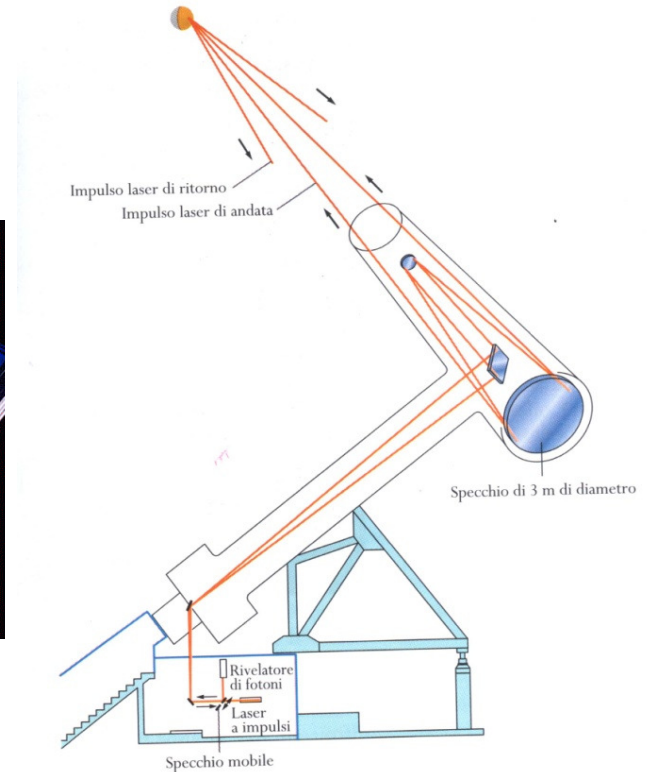 Impulso laser di ritorno
Impulso laser di andata
Specchio di 3 m di diametro
Rivelatore
di fotoni
Laser
a impulsi
Specchio mobile